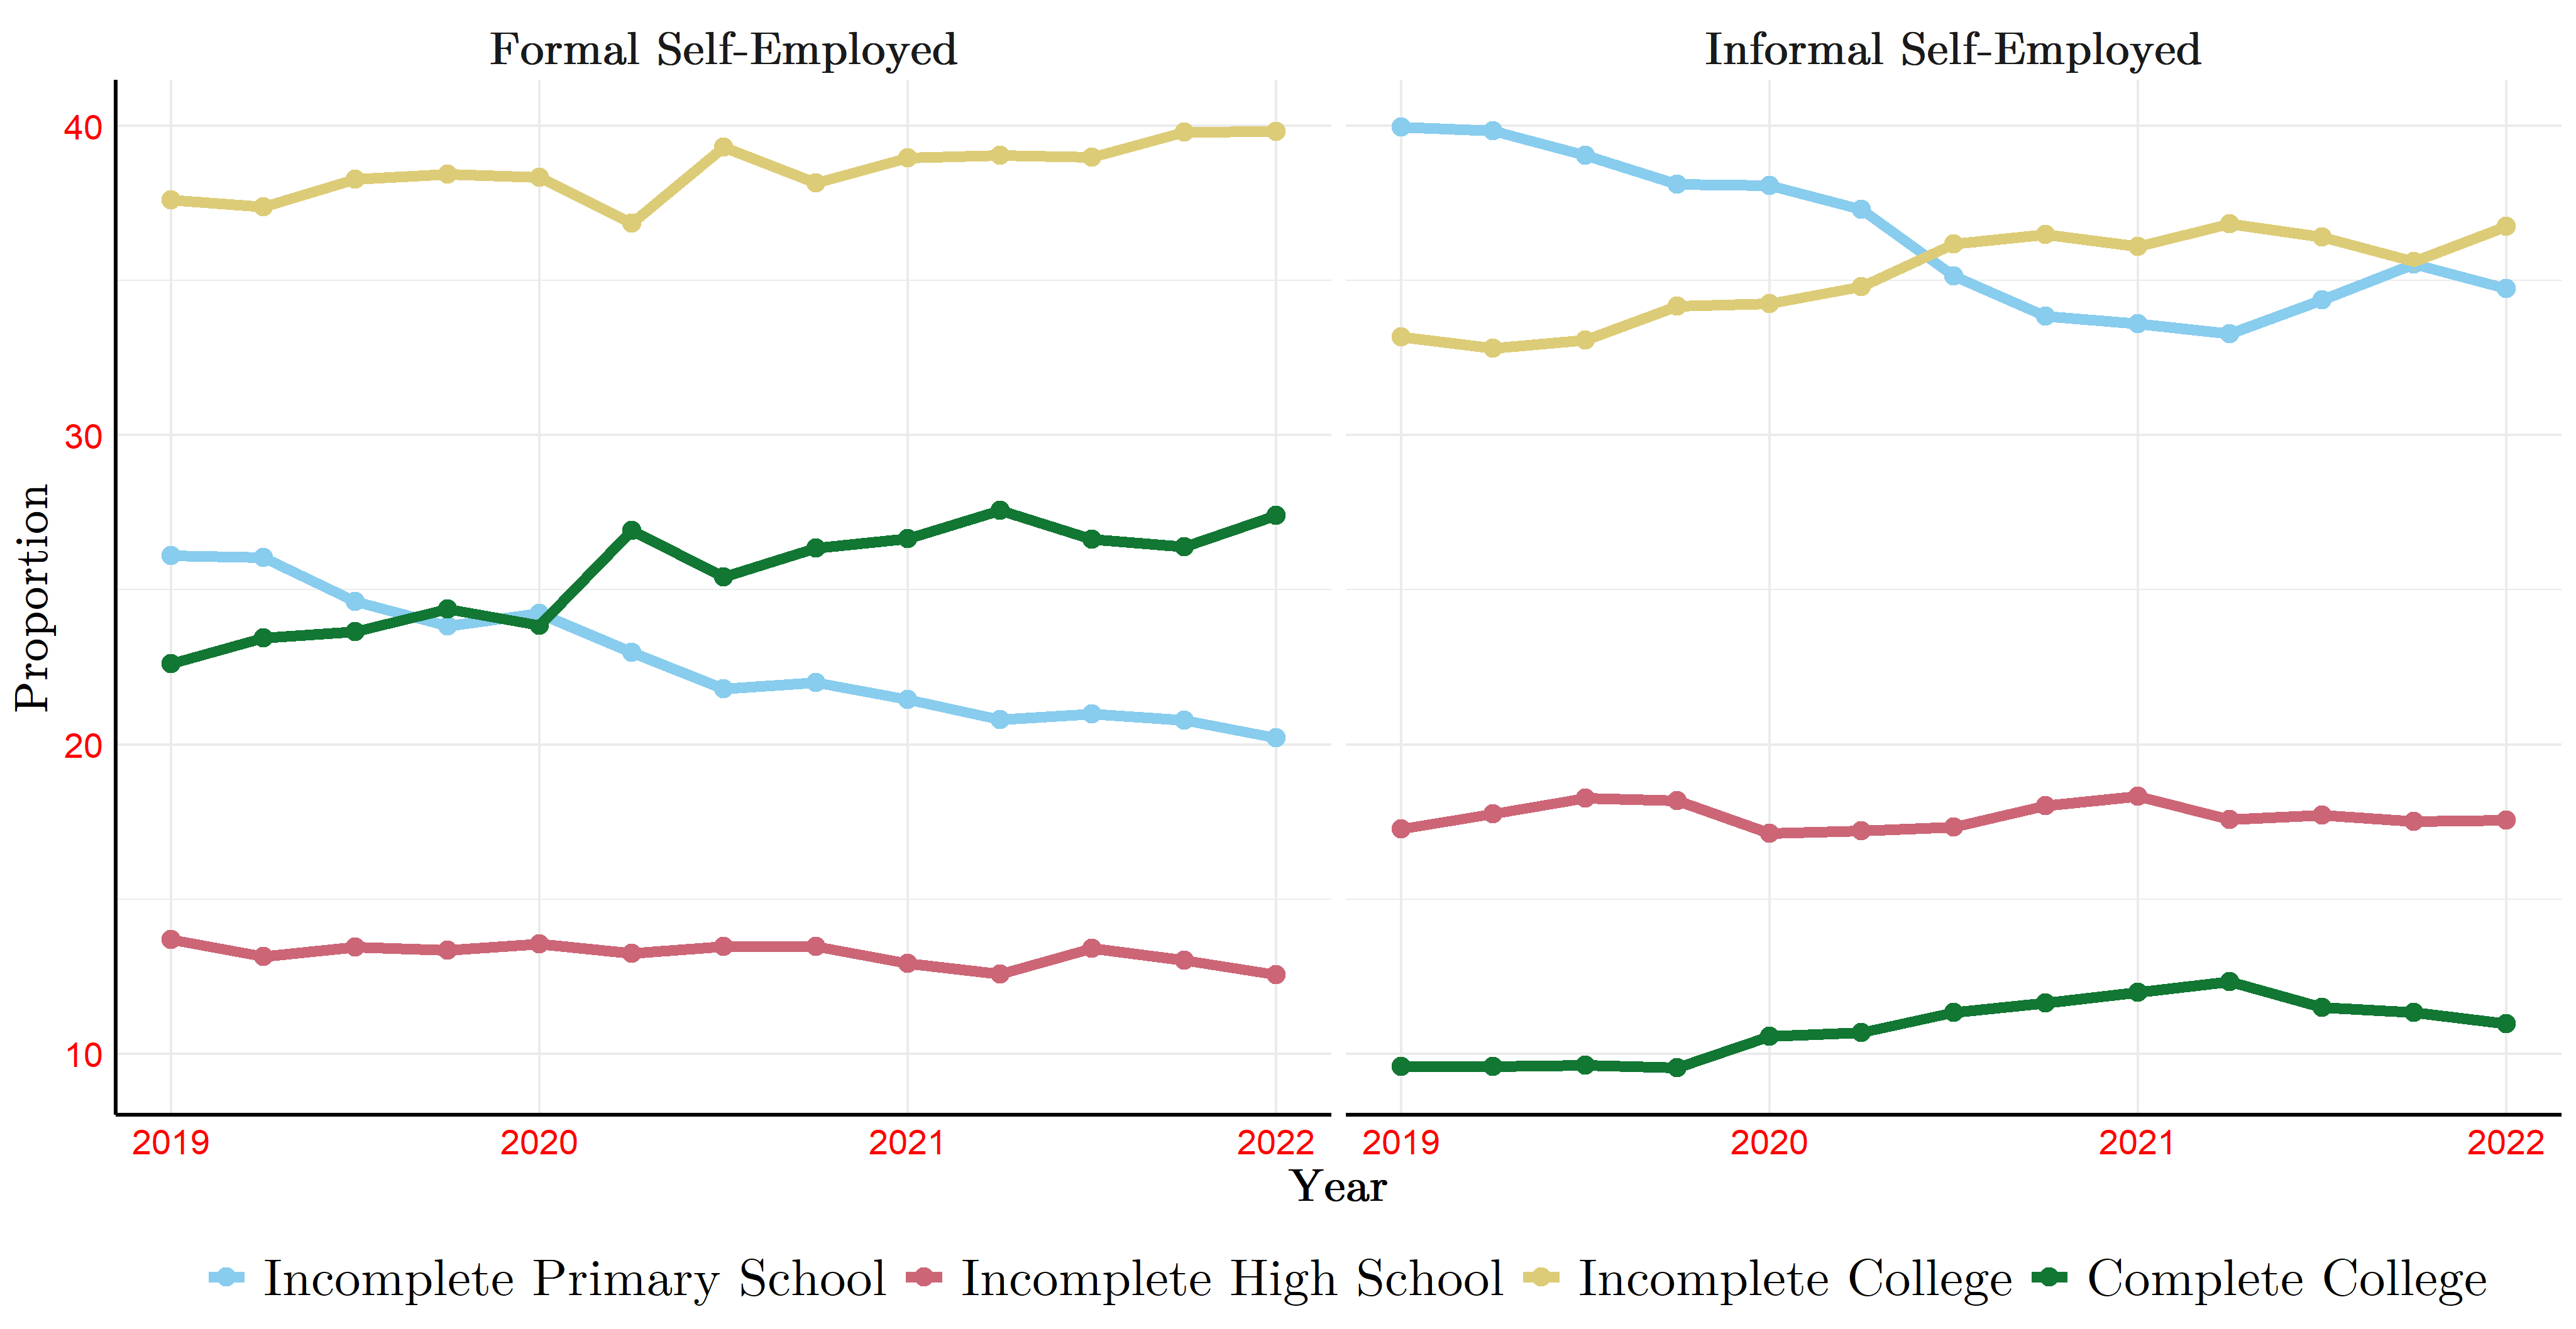 Formal Self-Employed
Informal Self-Employed
Proportion
40
30
20
10
2019 2020 2021 2022
2019 2020 2021 2022
Year
Incomplete Primary School Incomplete High School Incomplete College Complete College